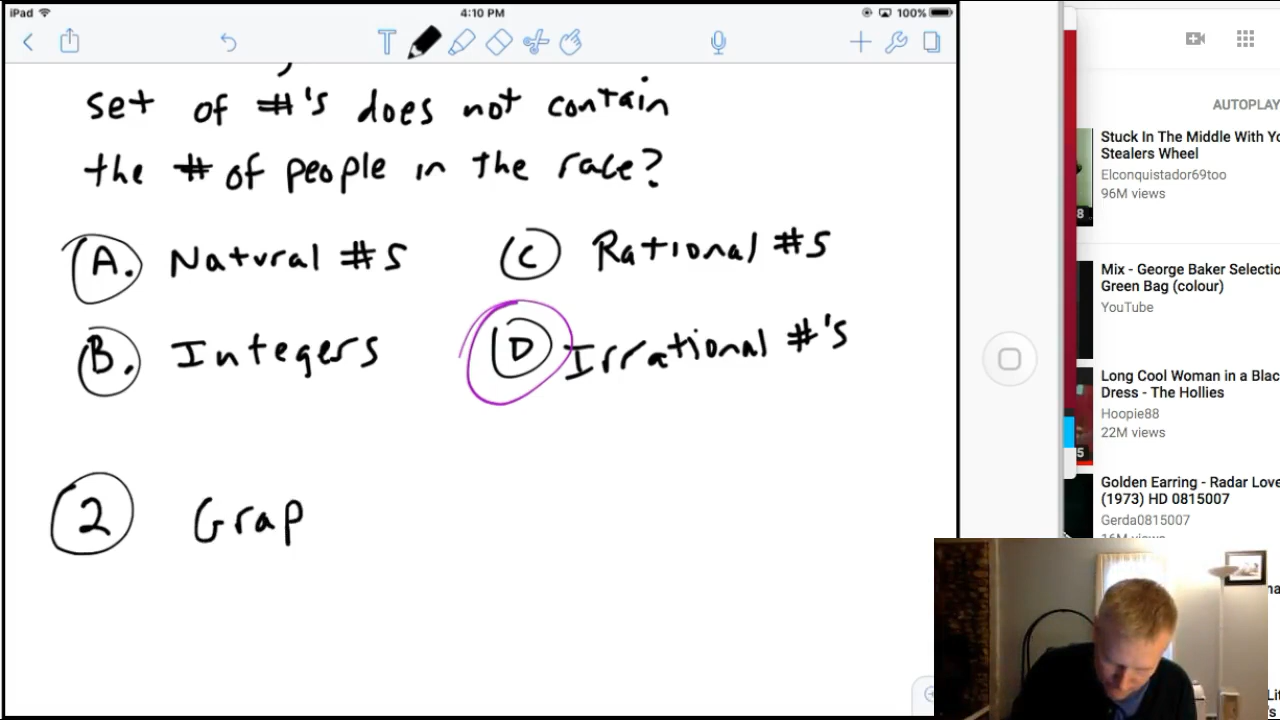 iPad
4:10 PM
100%
T
set of #'s does not contain
the # of people in the race?
A. Natural #s
C Rational #s
B. Integers
D Irrational #'s
2 Grap
AUTOPLAY
Stuck In The Middle With Yo
Stealers Wheel
Elconquistador69too
96M views
8
Mix - George Baker Selectio
Green Bag (colour)
YouTube
Long Cool Woman in a Blac
Dress - The Hollies
Hoopie88
22M views
5
Golden Earring - Radar Love
(1973) HD 0815007
Gerda0815007